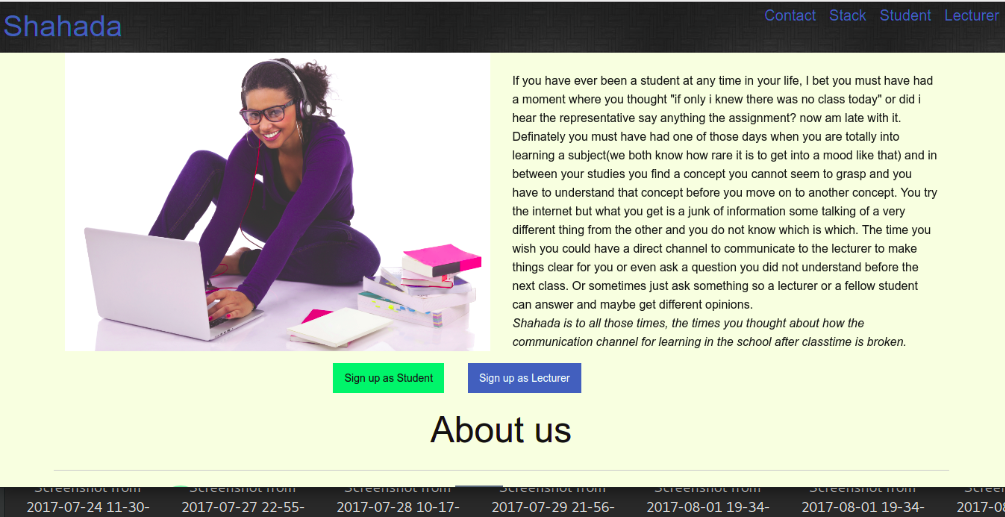 Shahada
Contact Stack Student Lecturer
If you have ever been a student at any time in your life, I bet you must have had
a moment where you thought "if only i knew there was no class today" or did i
hear the representative say anything the assignment? now am late with it.
Definately you must have had one of those days when you are totally into
learning a subject(we both know how rare it is to get into a mood like that) and in
between your studies you find a concept you cannot seem to grasp and you
have to understand that concept before you move on to another concept. You try
the internet but what you get is a junk of information some talking of a very
different thing from the other and you do not know which is which. The time you
wish you could have a direct channel to communicate to the lecturer to make
things clear for you or even ask a question you did not understand before the
next class. Or sometimes just ask something so a lecturer or a fellow student
can answer and maybe get different opinions.
Shahada is to all those times, the times you thought about how the
communication channel for learning in the school after classtime is broken.
Sign up as Student Sign up as Lecturer
About us
Screenshot from Screenshot from Screenshot from Screenshot from Screenshot from Screenshot from
2017-07-24 11-30- 2017-07-27 22-55- 2017-07-28 10-17- 2017-07-29 21-56- 2017-08-01 19-34- 2017-08-01 19-34-